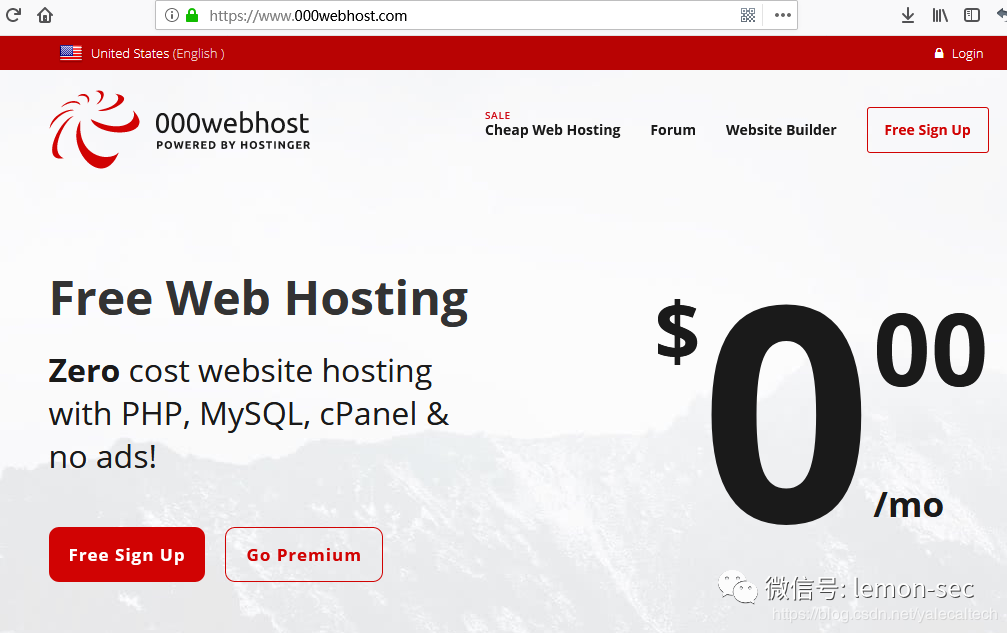 https://www.000webhost.com
United States (English )
Login
000webhost
POWERED BY HOSTINGER
SALE
Cheap Web Hosting
Forum
Website Builder
Free Sign Up
Free Web Hosting
Zero cost website hosting
with PHP, MySQL, cPanel &
no ads!
$000
/mo
Free Sign Up
Go Premium
微信号: lemon-sec
https://blog.csdn.net/yalecaltech